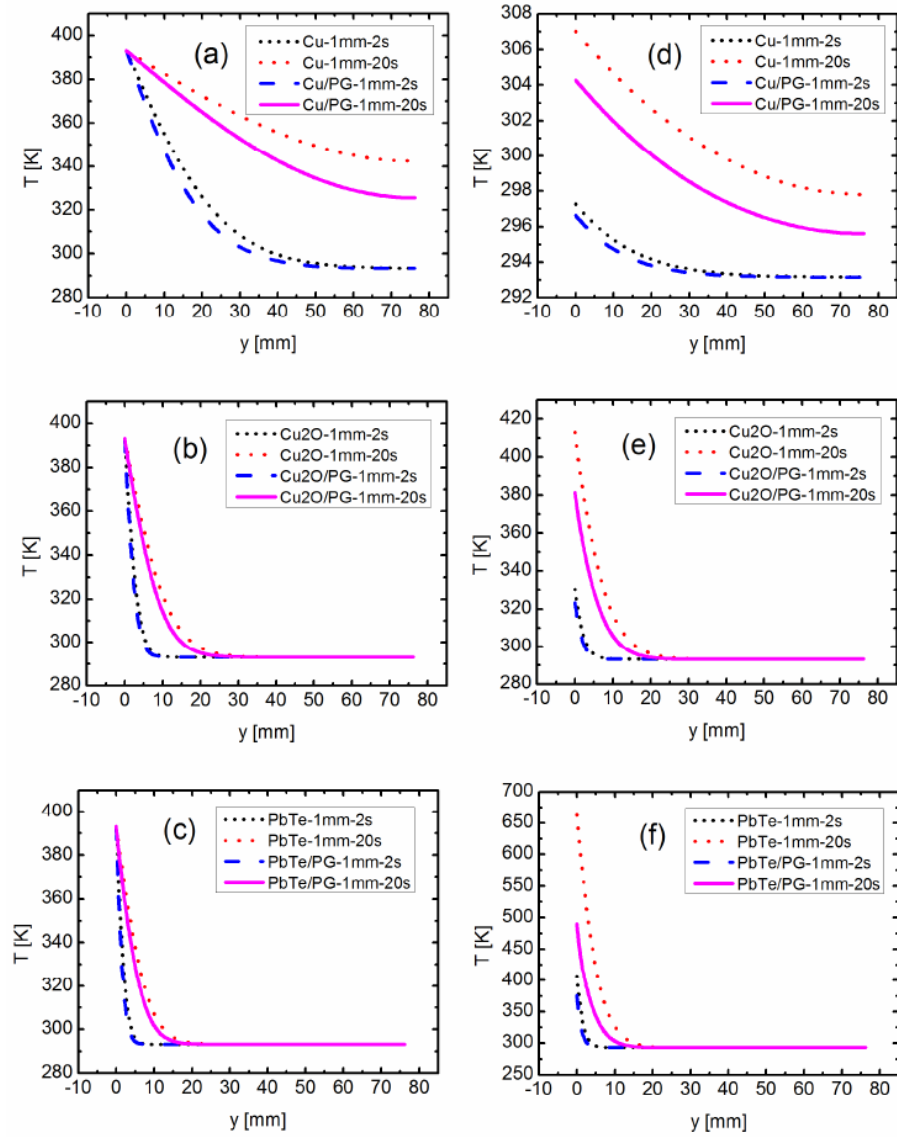 (a)
Cu-1mm-2s
Cu-1mm-20s
Cu/PG-1mm-2s
Cu/PG-1mm-20s
400
380
360
340
320
300
280
T [K]
-10 0 10 20 30 40 50 60 70 80
y [mm]
(d)
Cu-1mm-2s
Cu-1mm-20s
Cu/PG-1mm-2s
Cu/PG-1mm-20s
308
306
304
302
300
298
296
294
292
T [K]
-10 0 10 20 30 40 50 60 70 80
y [mm]
(b)
Cu2O-1mm-2s
Cu2O-1mm-20s
Cu2O/PG-1mm-2s
Cu2O/PG-1mm-20s
400
380
360
340
320
300
280
T [K]
-10 0 10 20 30 40 50 60 70 80
y [mm]
(e)
Cu2O-1mm-2s
Cu2O-1mm-20s
Cu2O/PG-1mm-2s
Cu2O/PG-1mm-20s
420
400
380
360
340
320
300
280
T [K]
-10 0 10 20 30 40 50 60 70 80
y [mm]
(c)
PbTe-1mm-2s
PbTe-1mm-20s
PbTe/PG-1mm-2s
PbTe/PG-1mm-20s
400
380
360
340
320
300
280
T [K]
-10 0 10 20 30 40 50 60 70 80
y [mm]
(f)
PbTe-1mm-2s
PbTe-1mm-20s
PbTe/PG-1mm-2s
PbTe/PG-1mm-20s
700
650
600
550
500
450
400
350
300
250
T [K]
-10 0 10 20 30 40 50 60 70 80
y [mm]